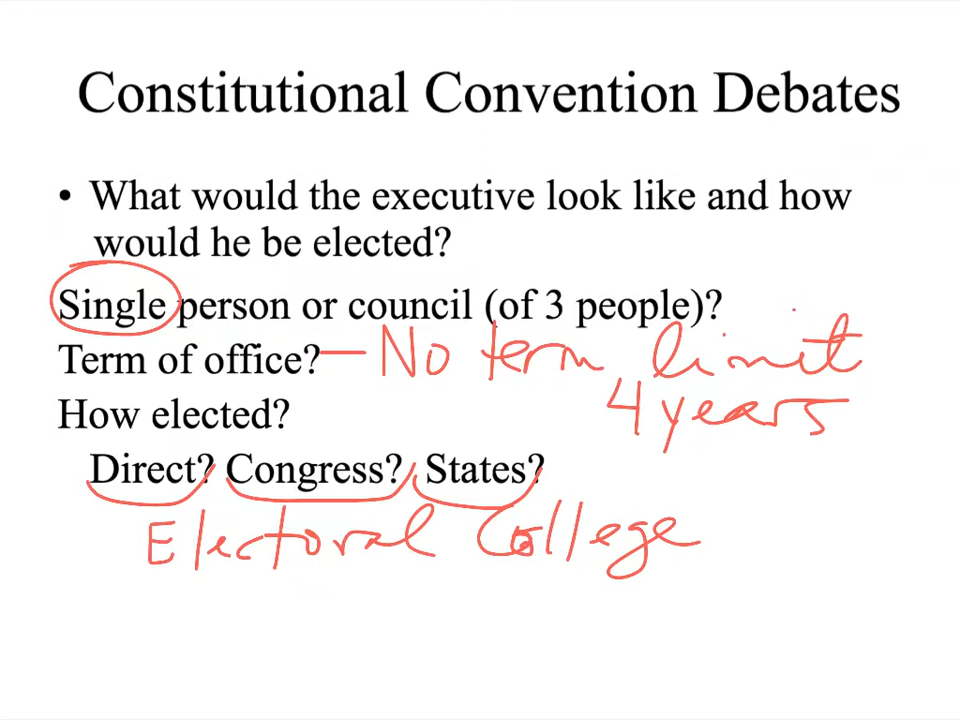 Constitutional Convention Debates
• What would the executive look like and how
would he be elected?
Single person or council (of 3 people)?
Term of office? — No term limit
4 years
How elected?
Direct? Congress? States?
Electoral College